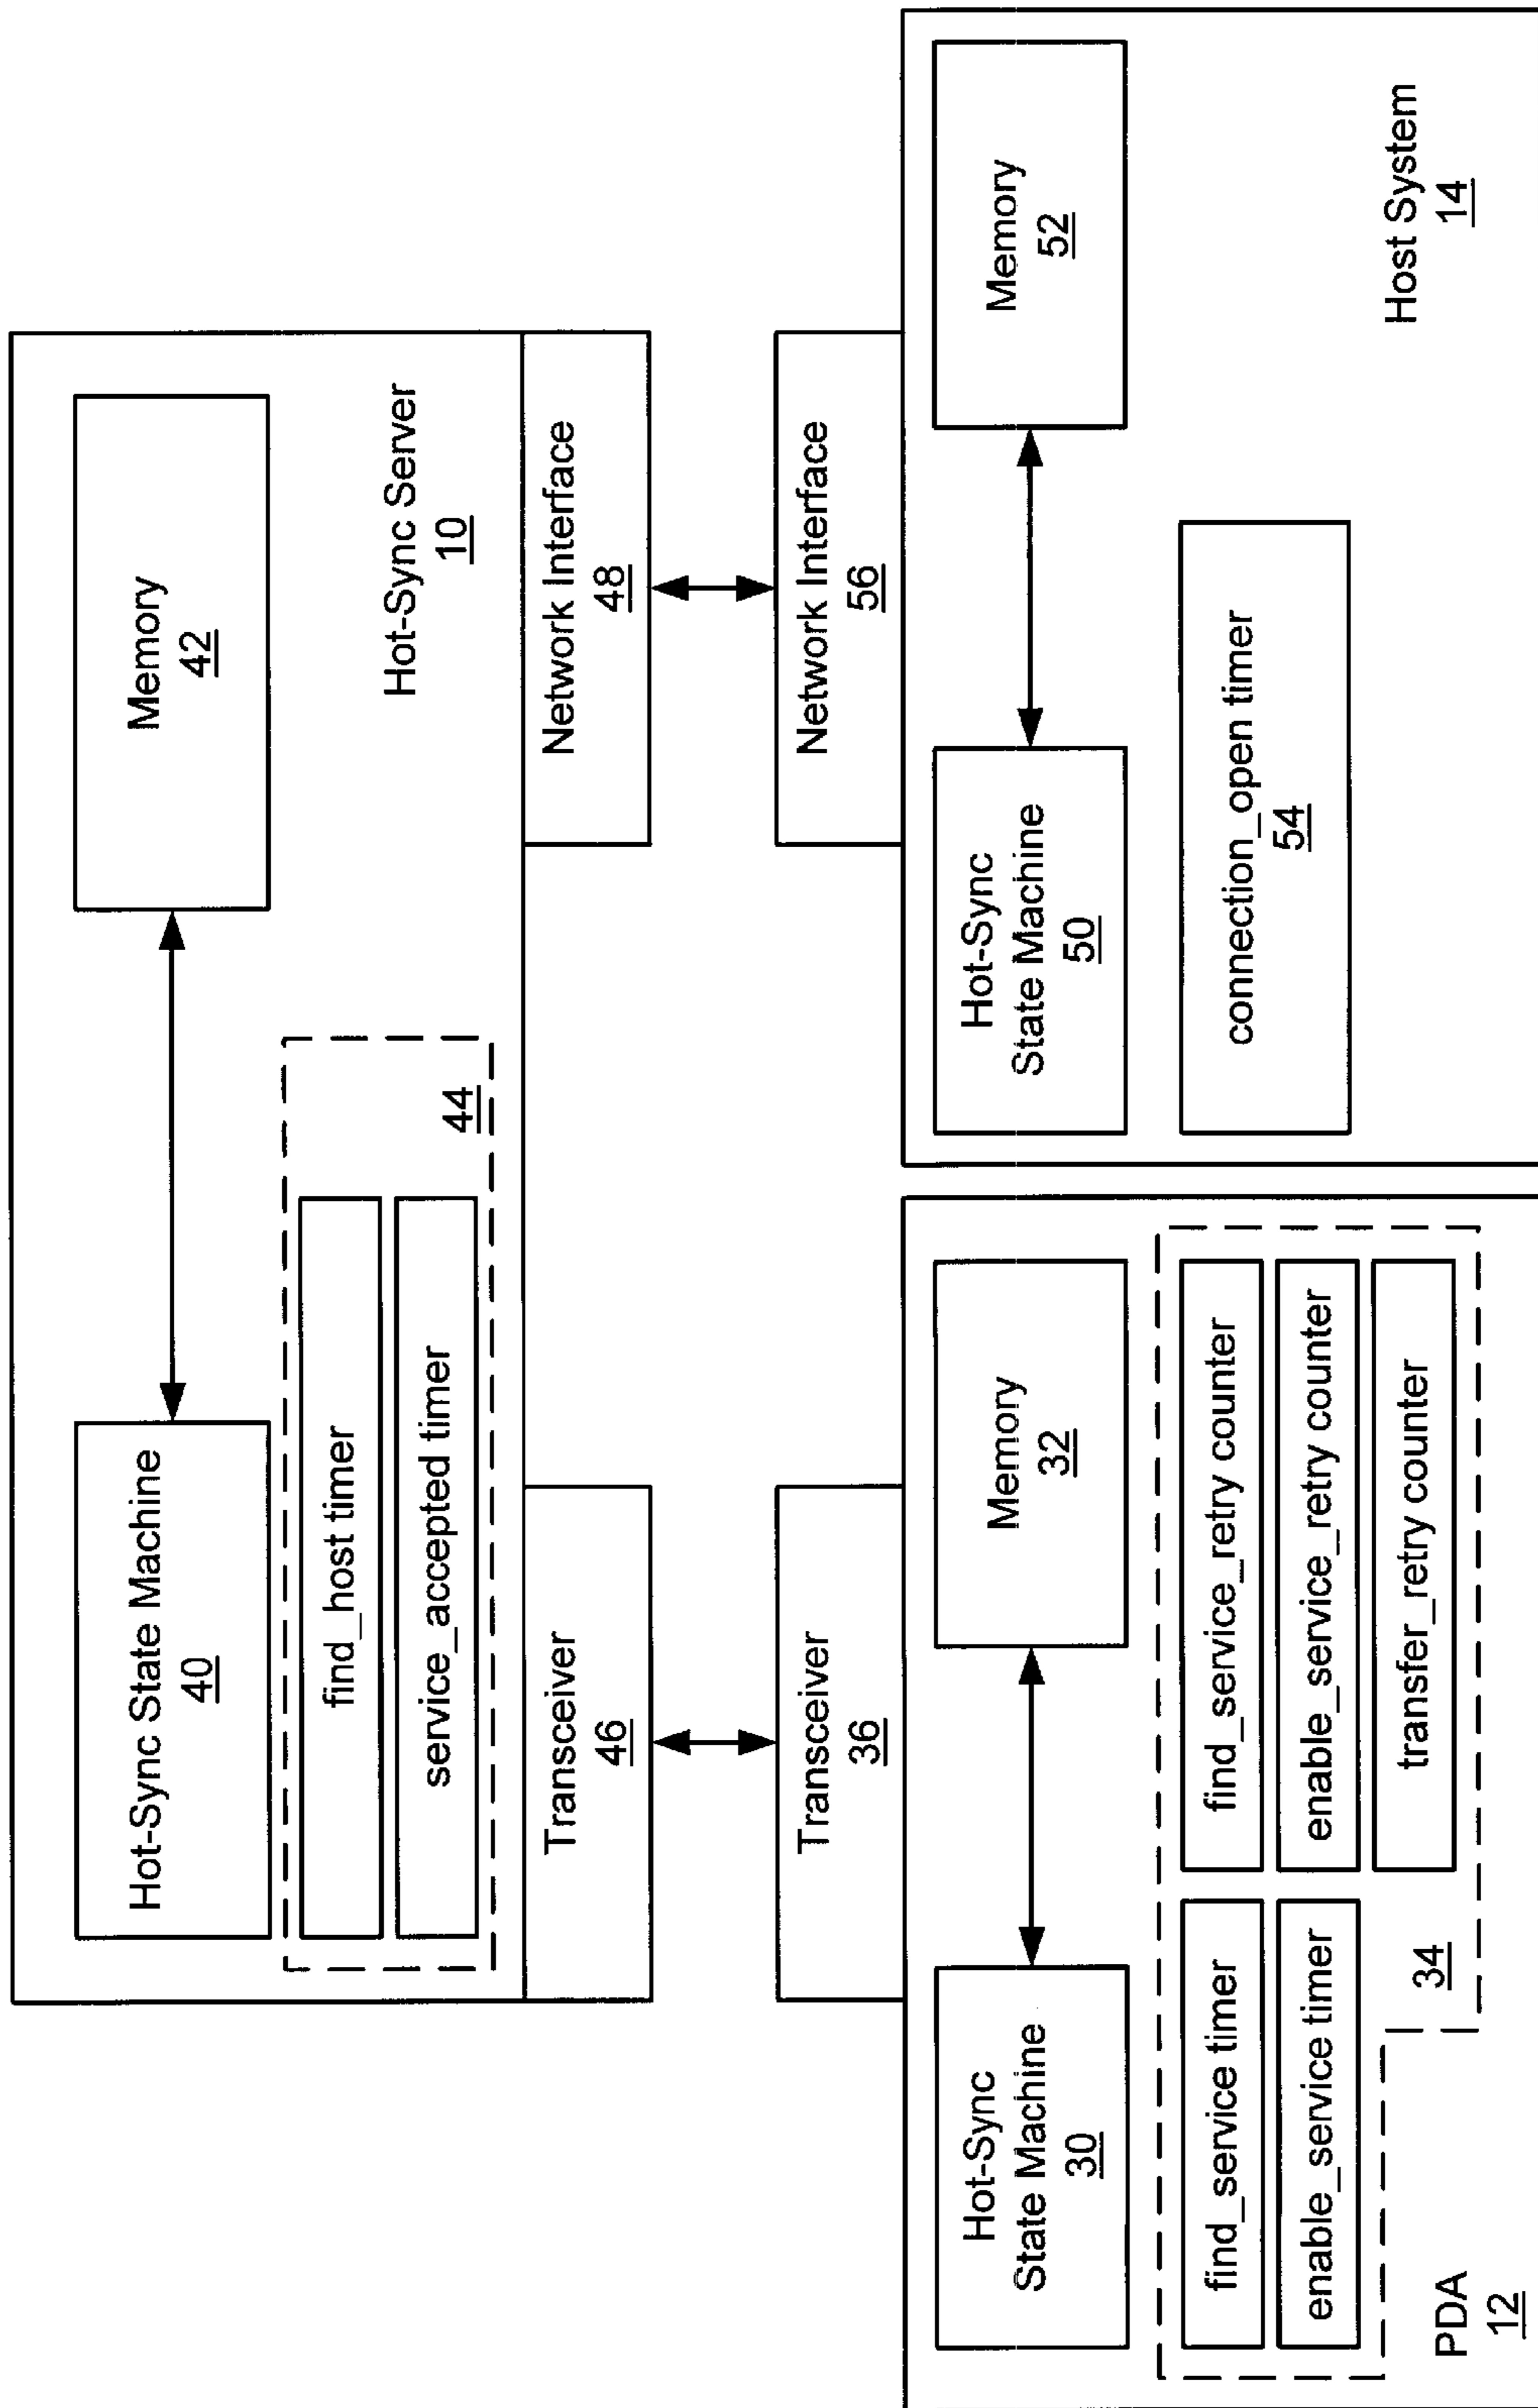 Hot-Sync State Machine
40
Memory
42
find_host timer
service_accepted timer
44
Hot-Sync Server
10
Transceiver
46
Network Interface
48
Transceiver
36
Network Interface
56
Hot-Sync
State Machine
30
Memory
32
find_service timer
enable_service timer
find_service_retry counter
enable_service_retry counter
transfer_retry counter
34
PDA
12
Hot-Sync
State Machine
50
Memory
52
connection_open timer
54
Host System
14